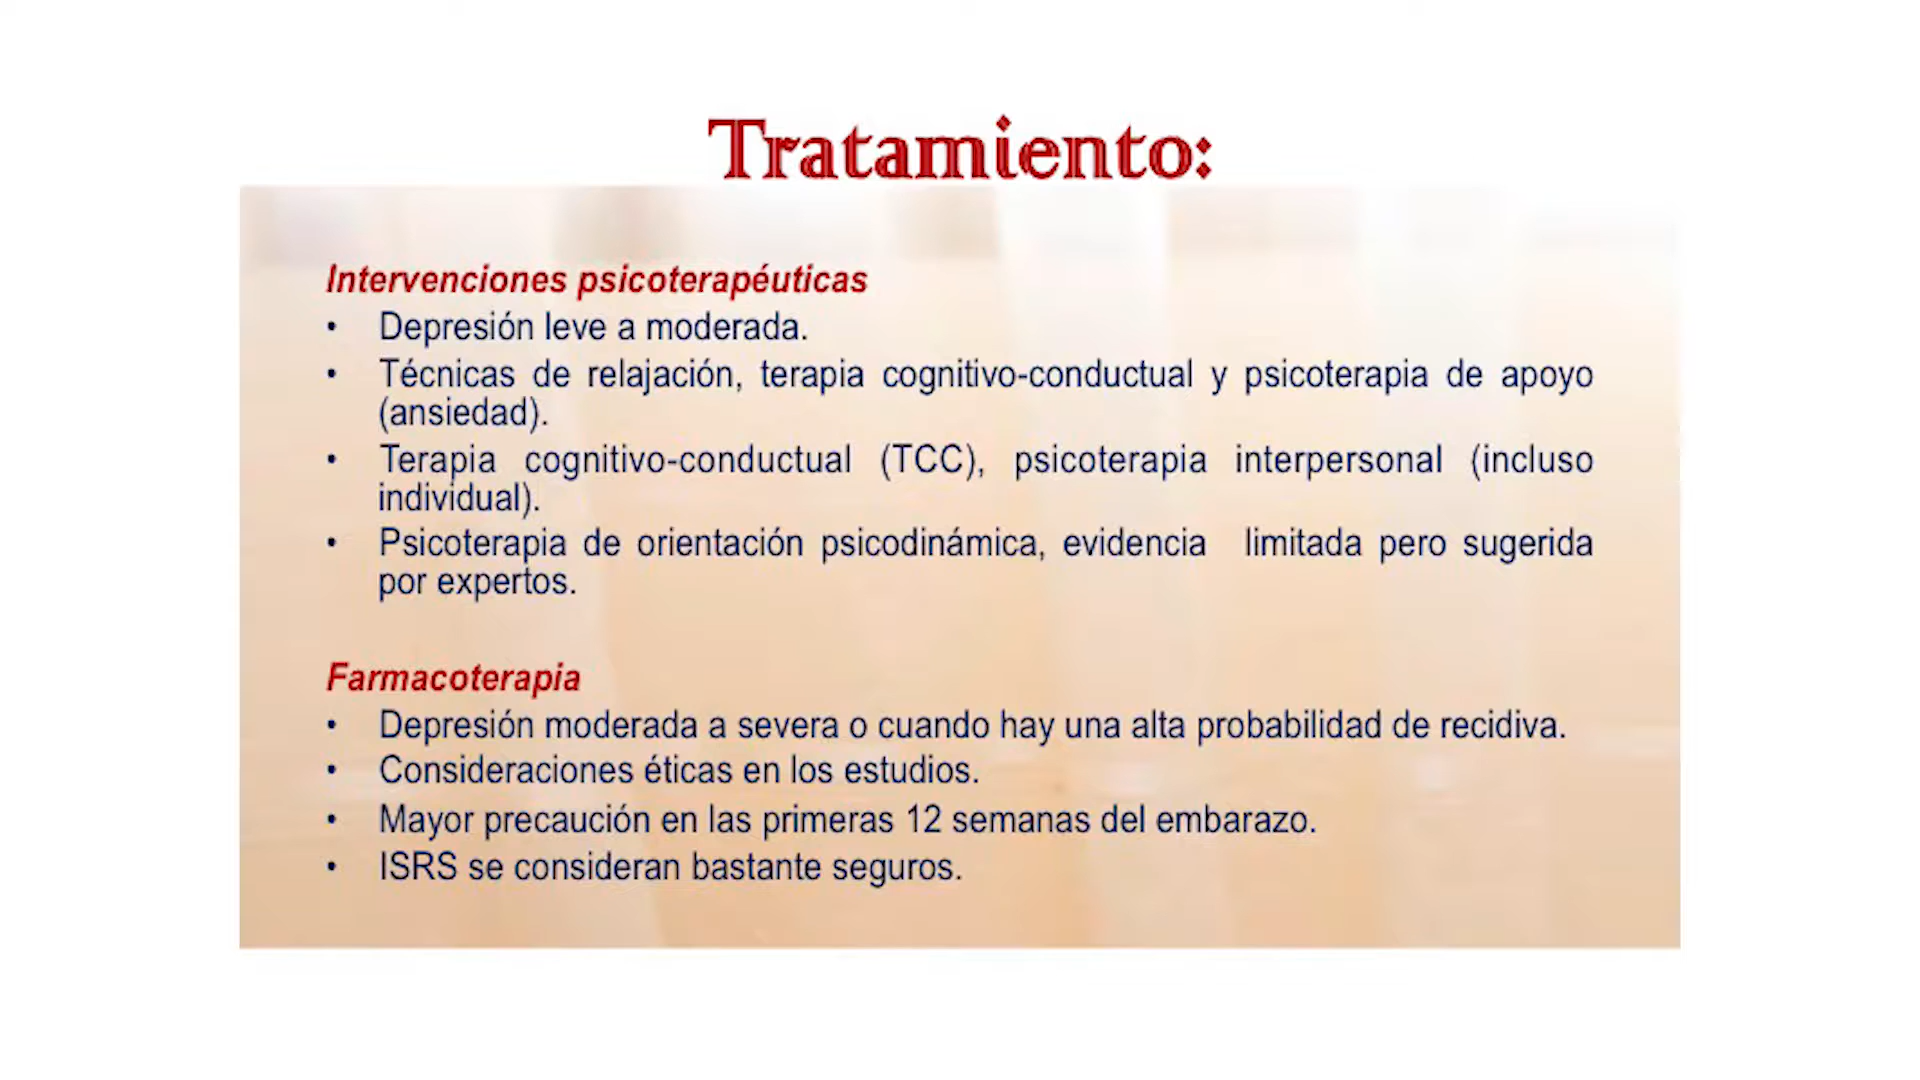 Tratamiento:
Intervenciones psicoterapéuticas
• Depresión leve a moderada.
• Técnicas de relajación, terapia cognitivo-conductual y psicoterapia de apoyo
(ansiedad).
• Terapia cognitivo-conductual (TCC), psicoterapia interpersonal (incluso
individual).
• Psicoterapia de orientación psicodinámica, evidencia limitada pero sugerida
por expertos.
Farmacoterapia
• Depresión moderada a severa o cuando hay una alta probabilidad de recidiva.
• Consideraciones éticas en los estudios.
• Mayor precaución en las primeras 12 semanas del embarazo.
• ISRS se consideran bastante seguros.